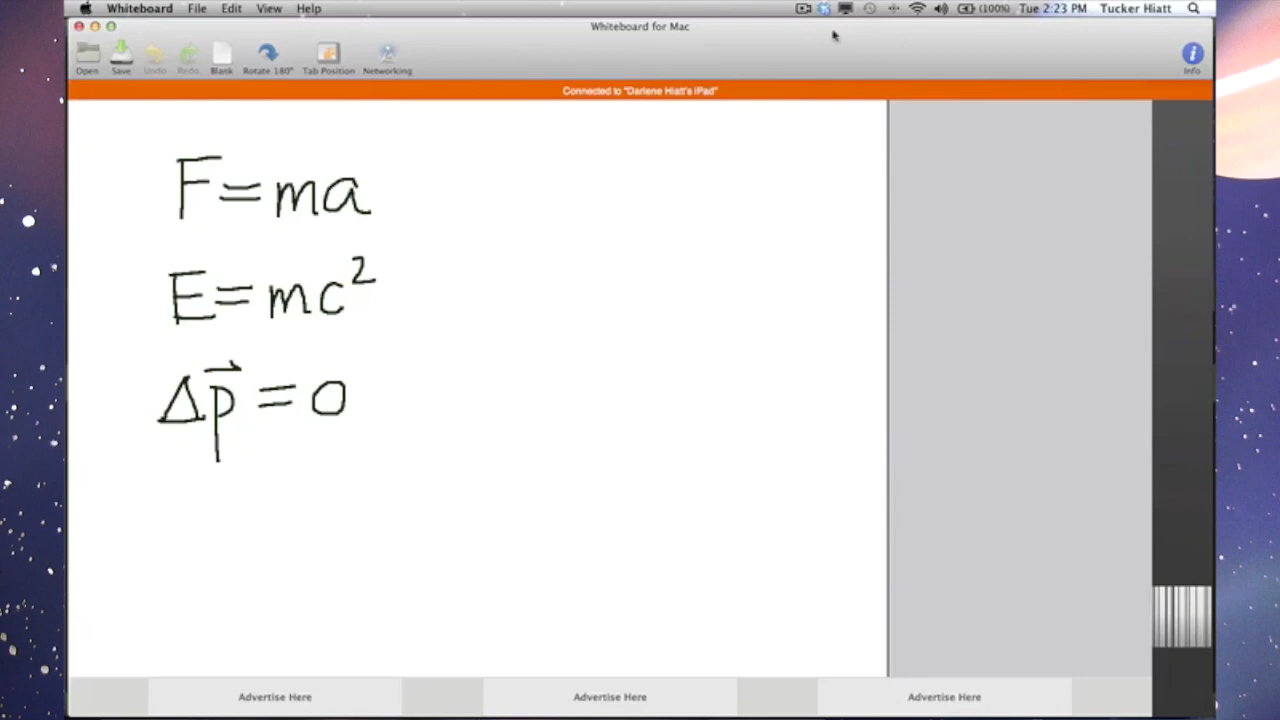 Whiteboard File Edit View Help (100%) Tue 2:23 PM Tucker Hiatt
Whiteboard for Mac
Open Save Undo Redo Blank Rotate 180° Tab Position Networking Info
Connected to "Darlene Hiatt's iPad"
F=ma
E=mc²
Δp⃗ = 0
Advertise Here Advertise Here Advertise Here